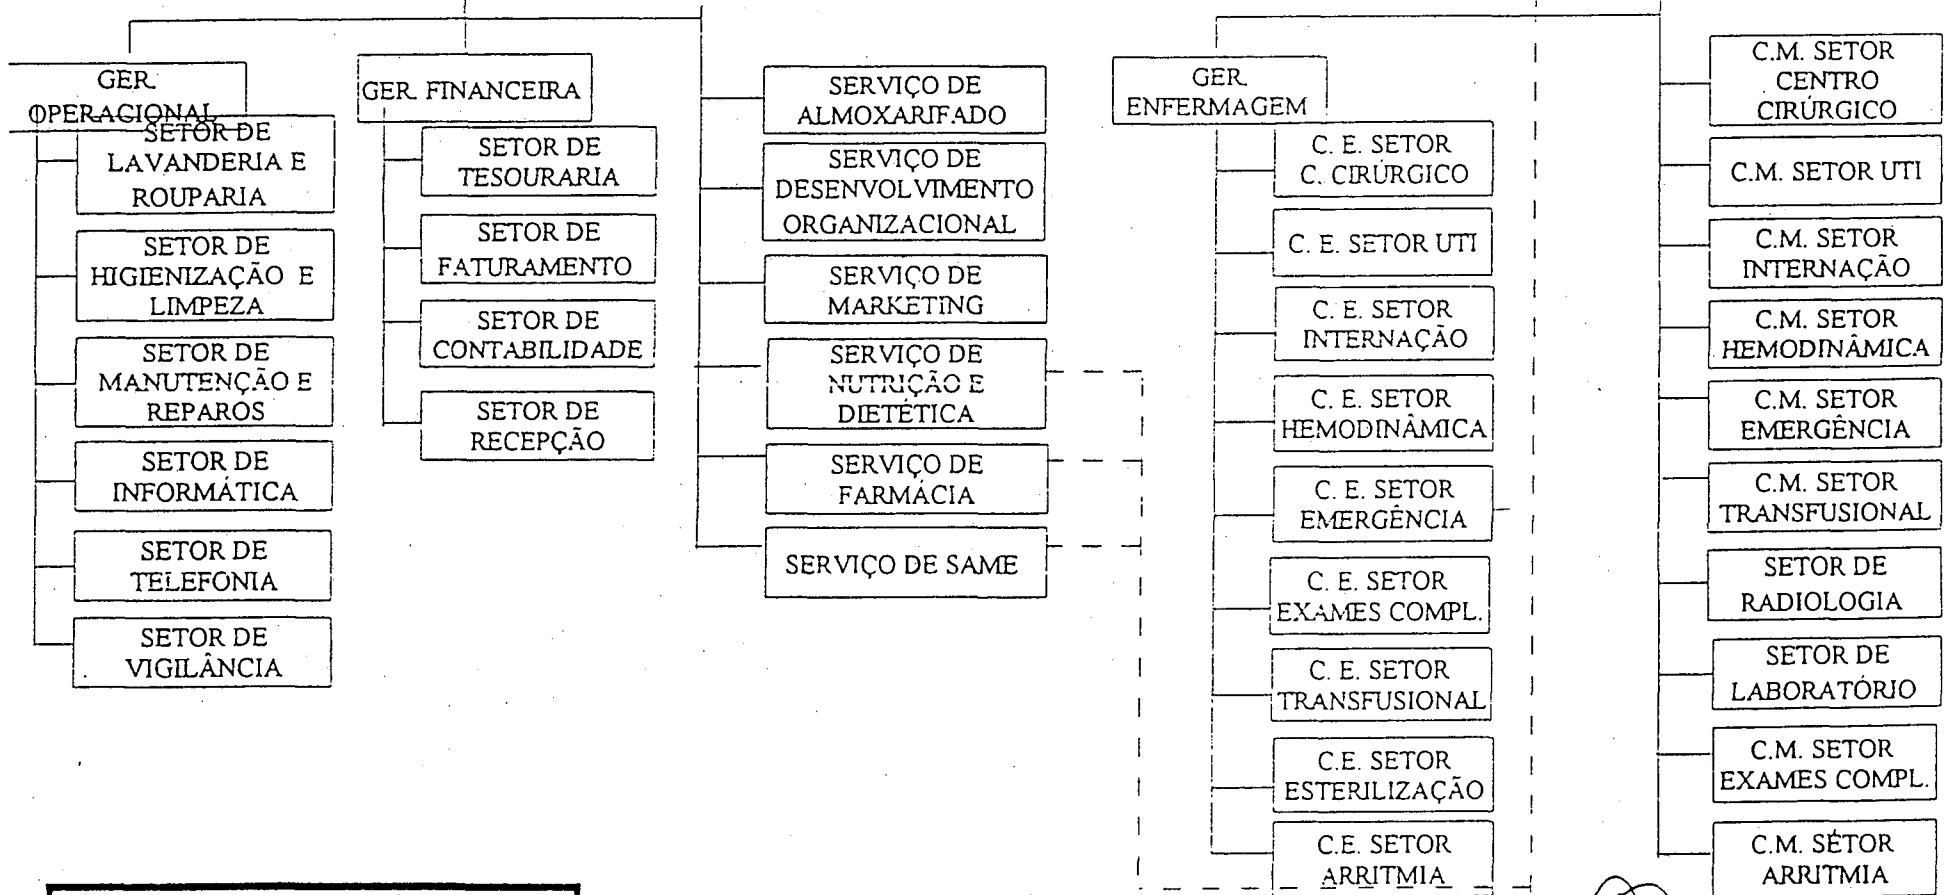 GER.
OPERACIONAL
SETOR DE
LAVANDERIA E
ROUPARIA
SETOR DE
HIGIENIZAÇÃO E
LIMPEZA
SETOR DE
MANUTENÇÃO E
REPAROS
SETOR DE
INFORMÁTICA
SETOR DE
TELEFONIA
SETOR DE
VIGILÂNCIA
GER. FINANCEIRA
SETOR DE
TESOURARIA
SETOR DE
FATURAMENTO
SETOR DE
CONTABILIDADE
SETOR DE
RECEPÇÃO
SERVIÇO DE
ALMOXARIFADO
SERVIÇO DE
DESENVOLVIMENTO
ORGANIZACIONAL
SERVIÇO DE
MARKETING
SERVIÇO DE
NUTRIÇÃO E
DIETÉTICA
SERVIÇO DE
FARMÁCIA
SERVIÇO DE SAME
GER.
ENFERMAGEM
C. E. SETOR
C. CIRÚRGICO
C. E. SETOR UTI
C. E. SETOR
INTERNAÇÃO
C. E. SETOR
HEMODINÂMICA
C. E. SETOR
EMERGÊNCIA
C. E. SETOR
EXAMES COMPL.
C. E. SETOR
TRANSFUSIONAL
C.E. SETOR
ESTERILIZAÇÃO
C.E. SETOR
ARRITMIA
C.M. SETOR
CENTRO
CIRÚRGICO
C.M. SETOR UTI
C.M. SETOR
INTERNAÇÃO
C.M. SETOR
HEMODINÂMICA
C.M. SETOR
EMERGÊNCIA
C.M. SETOR
TRANSFUSIONAL
SETOR DE
RADIOLOGIA
SETOR DE
LABORATÓRIO
C.M. SETOR
EXAMES COMPL.
C.M. SETOR
ARRITMIA